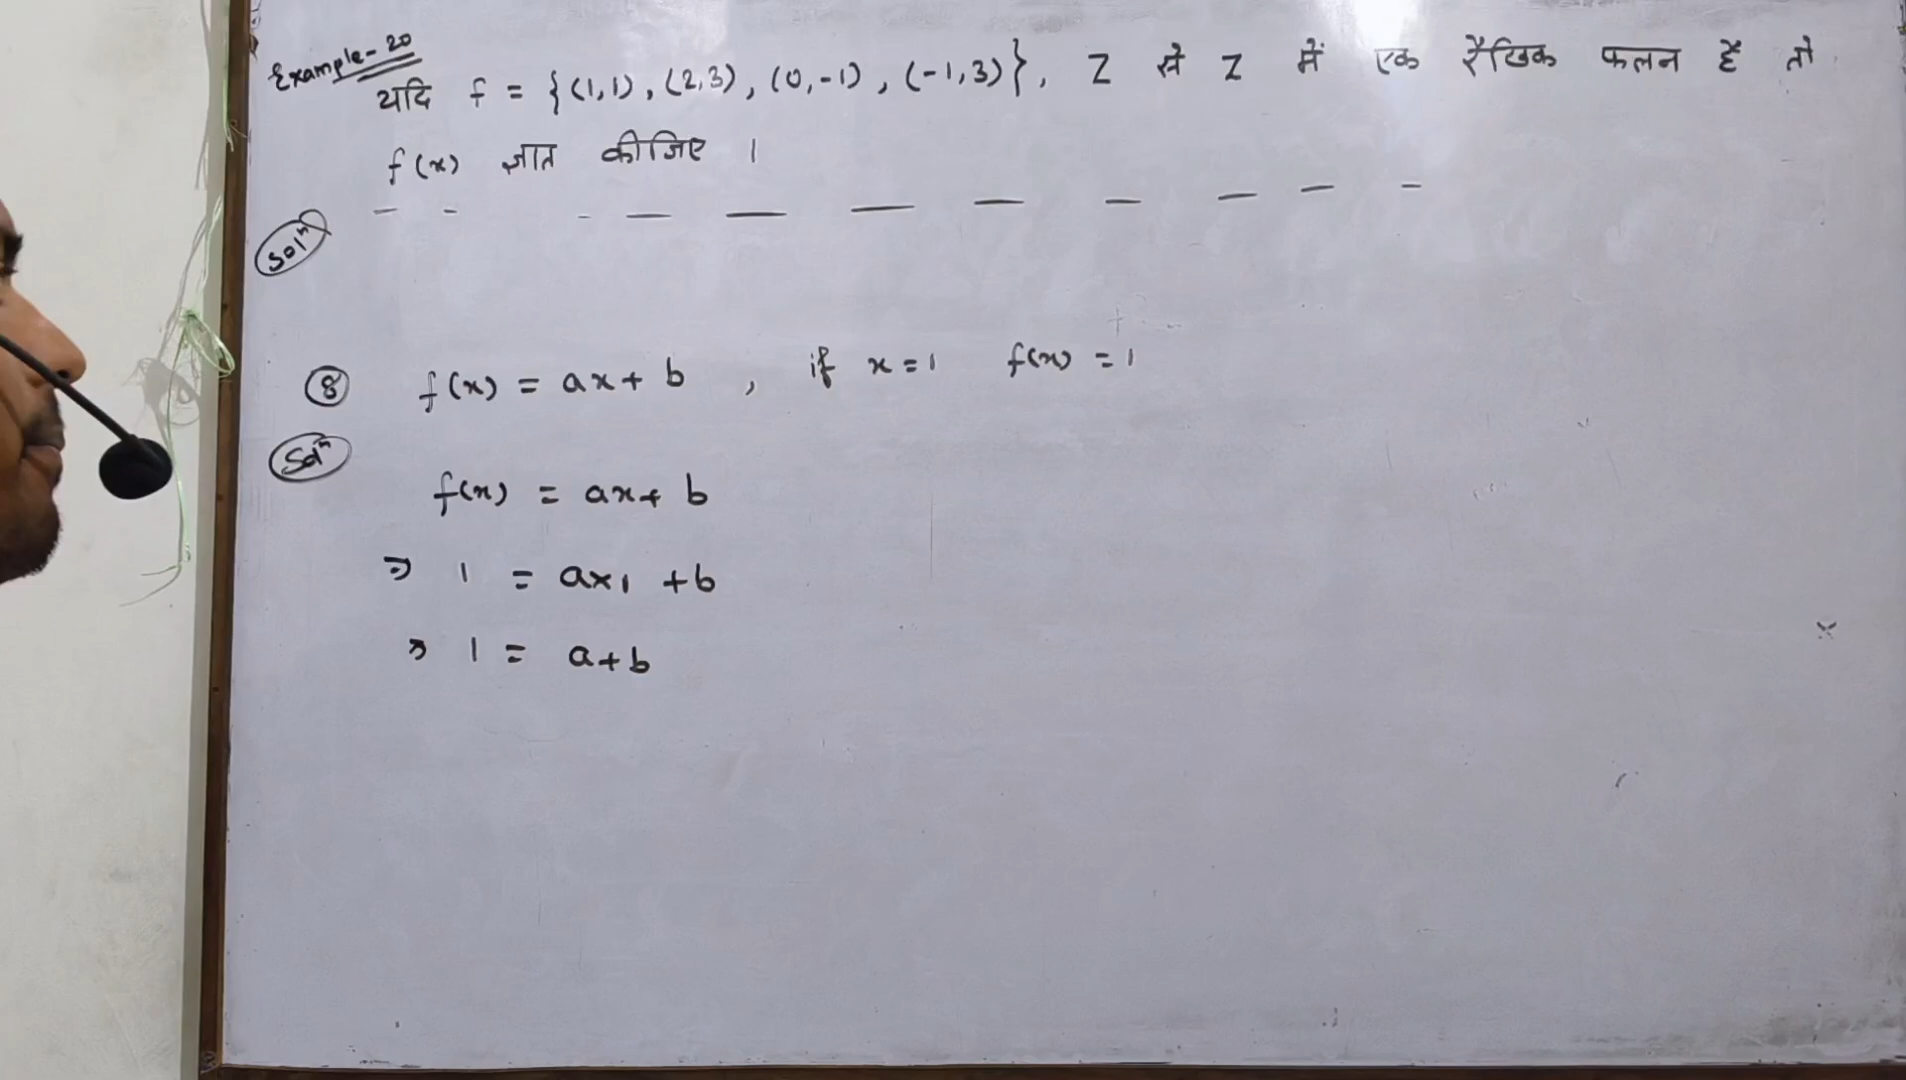 Example-20
यदि f = {(1,1), (2,3), (0,-1), (-1,3)}, Z से Z में एक रैखिक फलन है तो
f(x) ज्ञात कीजिए ।
Solⁿ
⑧ f(x) = ax + b , if x = 1 f(x) = 1
Solⁿ
f(x) = ax + b
⇒ 1 = a×1 + b
⇒ 1 = a + b